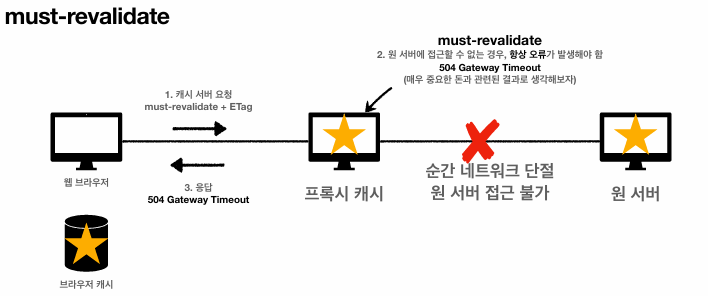 must-revalidate
must-revalidate
2. 원 서버에 접근할 수 없는 경우, 항상 오류가 발생해야 함
504 Gateway Timeout
(매우 중요한 돈과 관련된 결과로 생각해보자)
1. 캐시 서버 요청
must-revalidate + ETag
웹 브라우저
3. 응답
504 Gateway Timeout
프록시 캐시
순간 네트워크 단절
원 서버 접근 불가
원 서버
브라우저 캐시